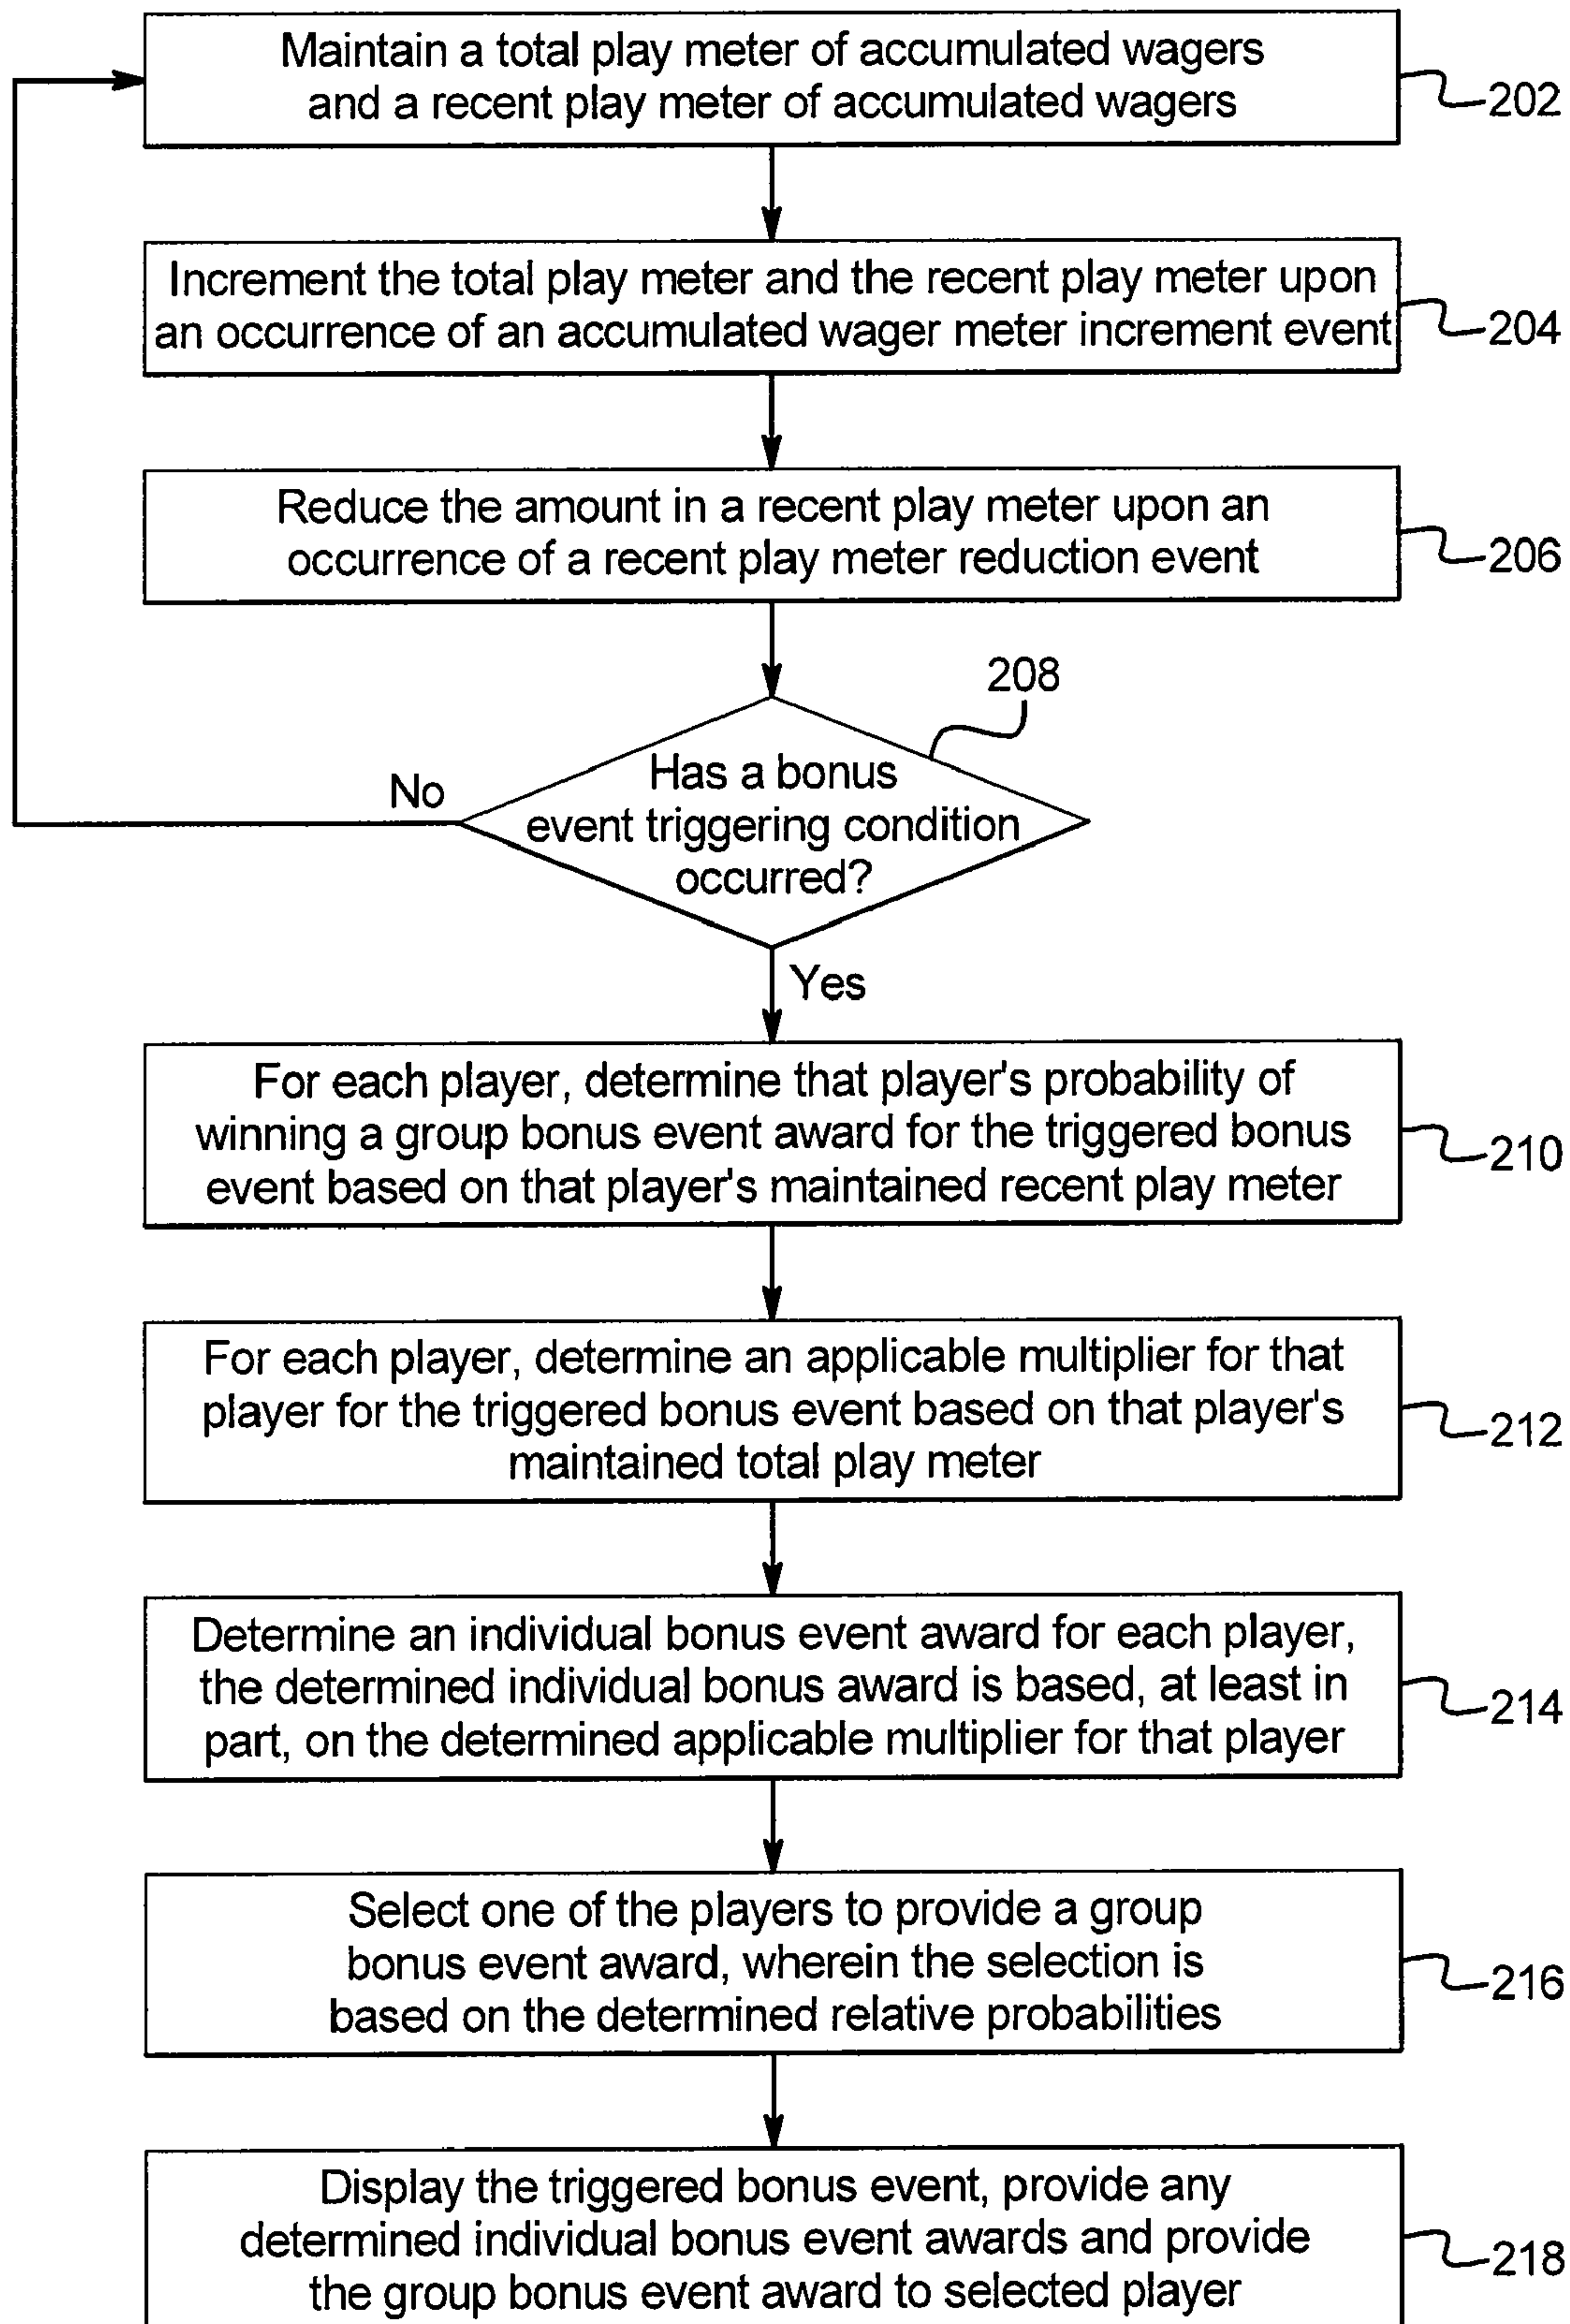 Maintain a total play meter of accumulated wagers
and a recent play meter of accumulated wagers
202
Increment the total play meter and the recent play meter upon
an occurrence of an accumulated wager meter increment event
204
Reduce the amount in a recent play meter upon an
occurrence of a recent play meter reduction event
206
208
Has a bonus
event triggering condition
occurred?
No
Yes
For each player, determine that player's probability of
winning a group bonus event award for the triggered bonus
event based on that player's maintained recent play meter
210
For each player, determine an applicable multiplier for that
player for the triggered bonus event based on that player's
maintained total play meter
212
Determine an individual bonus event award for each player,
the determined individual bonus award is based, at least in
part, on the determined applicable multiplier for that player
214
Select one of the players to provide a group
bonus event award, wherein the selection is
based on the determined relative probabilities
216
Display the triggered bonus event, provide any
determined individual bonus event awards and provide
the group bonus event award to selected player
218